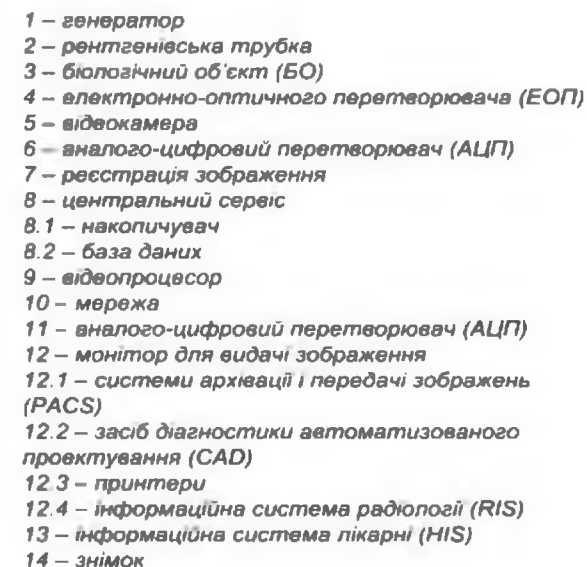 1 – генератор
2 – рентгенівська трубка
3 – біологічний об'єкт (БО)
4 – електронно-оптичного перетворювача (ЕОП)
5 – відеокамера
6 – аналого-цифровий перетворювач (АЦП)
7 – реєстрація зображення
8 – центральний сервіс
8.1 – накопичувач
8.2 – база даних
9 – відеопроцесор
10 – мережа
11 – аналого-цифровий перетворювач (АЦП)
12 – монітор для видачі зображення
12.1 – системи архівації і передачі зображень
(PACS)
12.2 – засіб діагностики автоматизованого
проектування (CAD)
12.3 – принтери
12.4 – інформаційна система радіології (RIS)
13 – інформаційна система лікарні (HIS)
14 – знімок